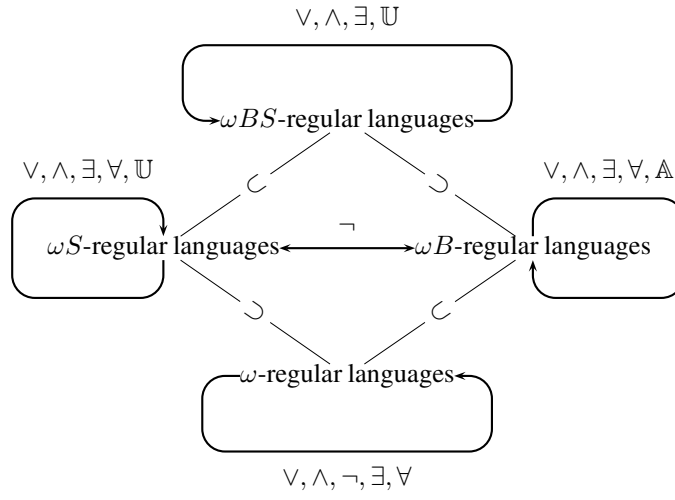 ∨, ∧, ∃, 𝕌
ωBS-regular languages
⊂ ⊃
∨, ∧, ∃, ∀, 𝕌
∨, ∧, ∃, ∀, 𝔸
¬
ωS-regular languages
ωB-regular languages
⊃ ⊂
ω-regular languages
∨, ∧, ¬, ∃, ∀